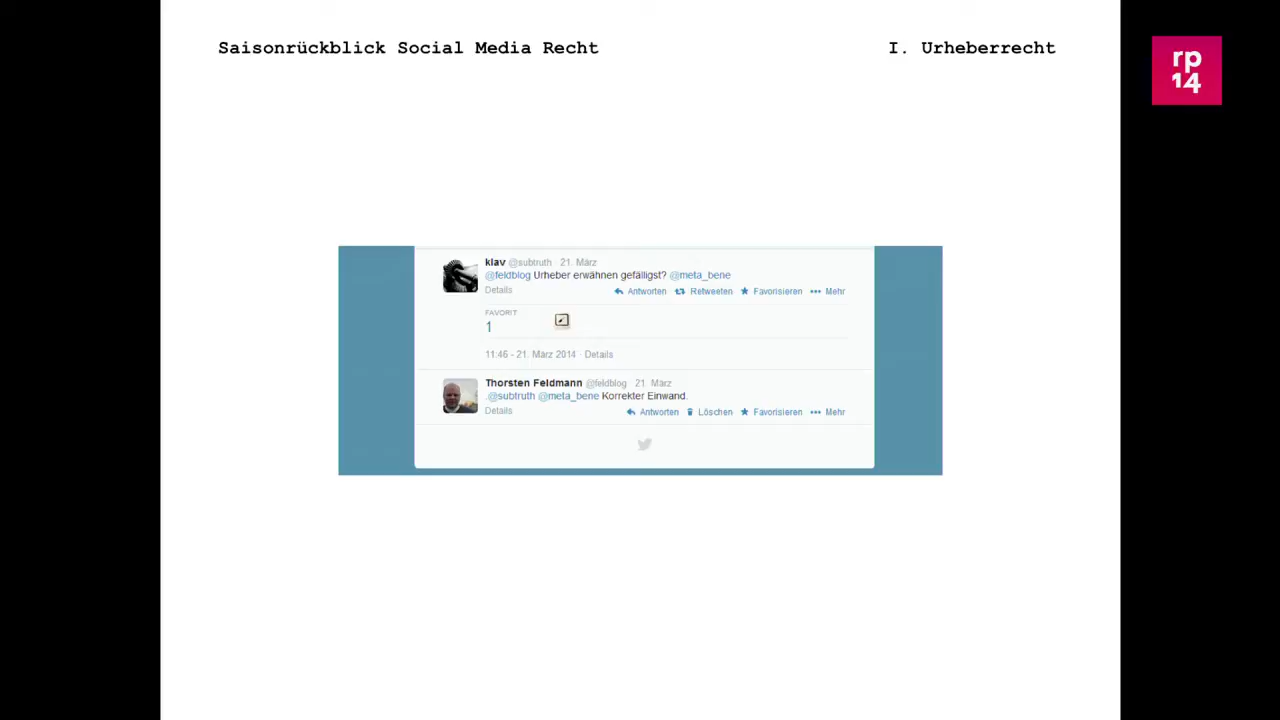 Saisonrückblick Social Media Recht
I. Urheberrecht
rp
14
klav @subtruth · 21. März
@feldblog Urheber erwähnen gefälligst? @meta_bene
Details
Antworten Retweeten Favorisieren Mehr
FAVORIT
1
11:46 - 21. März 2014 · Details
Thorsten Feldmann @feldblog · 21. März
.@subtruth @meta_bene Korrekter Einwand.
Details
Antworten Löschen Favorisieren Mehr